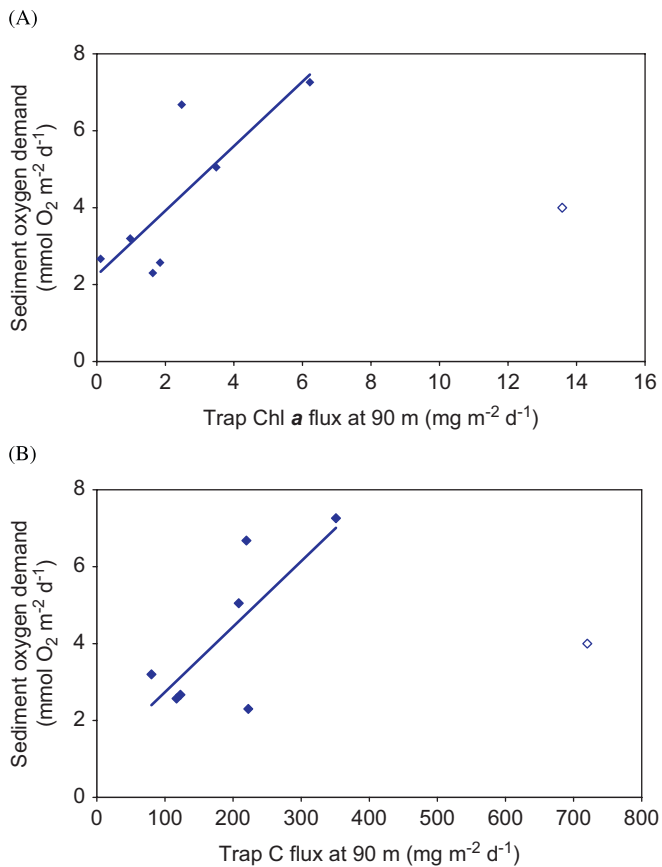 (A)
8
6
4
2
0
Sediment oxygen demand
(mmol O2 m-2 d-1)
0 2 4 6 8 10 12 14 16
Trap Chl a flux at 90 m (mg m-2 d-1)
(B)
8
6
4
2
0
Sediment oxygen demand
(mmol O2 m-2 d-1)
0 100 200 300 400 500 600 700 800
Trap C flux at 90 m (mg m-2 d-1)